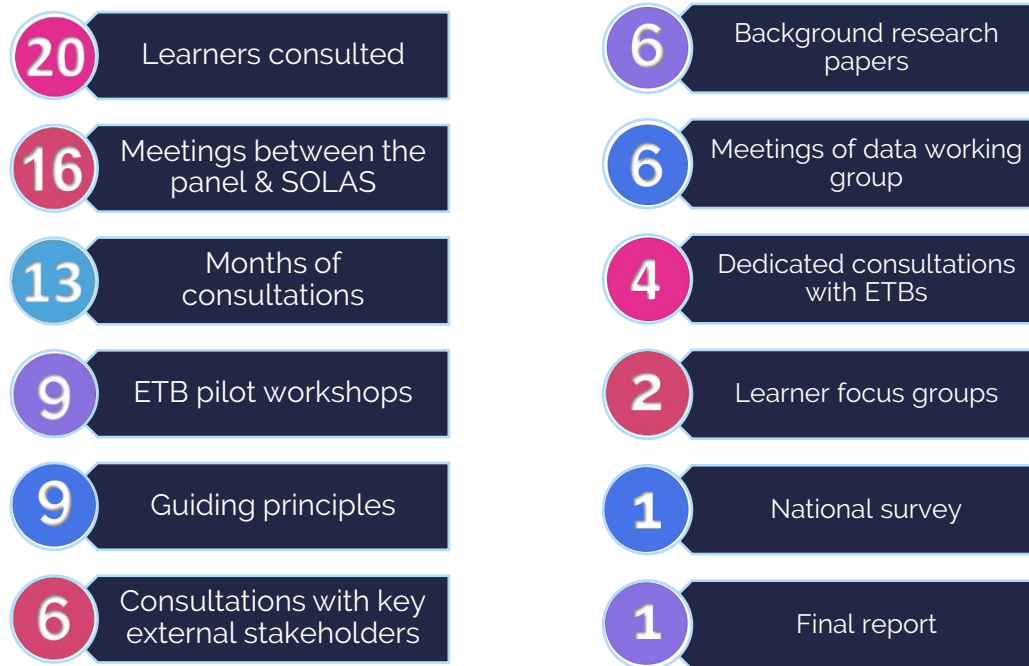 20
Learners consulted
16
Meetings between the
panel & SOLAS
13
Months of
consultations
9
ETB pilot workshops
9
Guiding principles
6
Consultations with key
external stakeholders
6
Background research
papers
6
Meetings of data working
group
4
Dedicated consultations
with ETBs
2
Learner focus groups
1
National survey
1
Final report